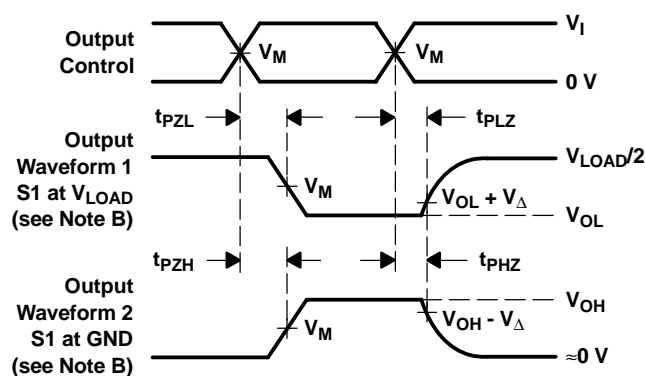 Output
Control
V_M
V_M
V_I
0 V
t_PZL
t_PLZ
Output
Waveform 1
S1 at V_LOAD
(see Note B)
V_M
V_LOAD/2
V_OL + V_Δ
V_OL
t_PZH
t_PHZ
Output
Waveform 2
S1 at GND
(see Note B)
V_M
V_OH
V_OH - V_Δ
≈0 V